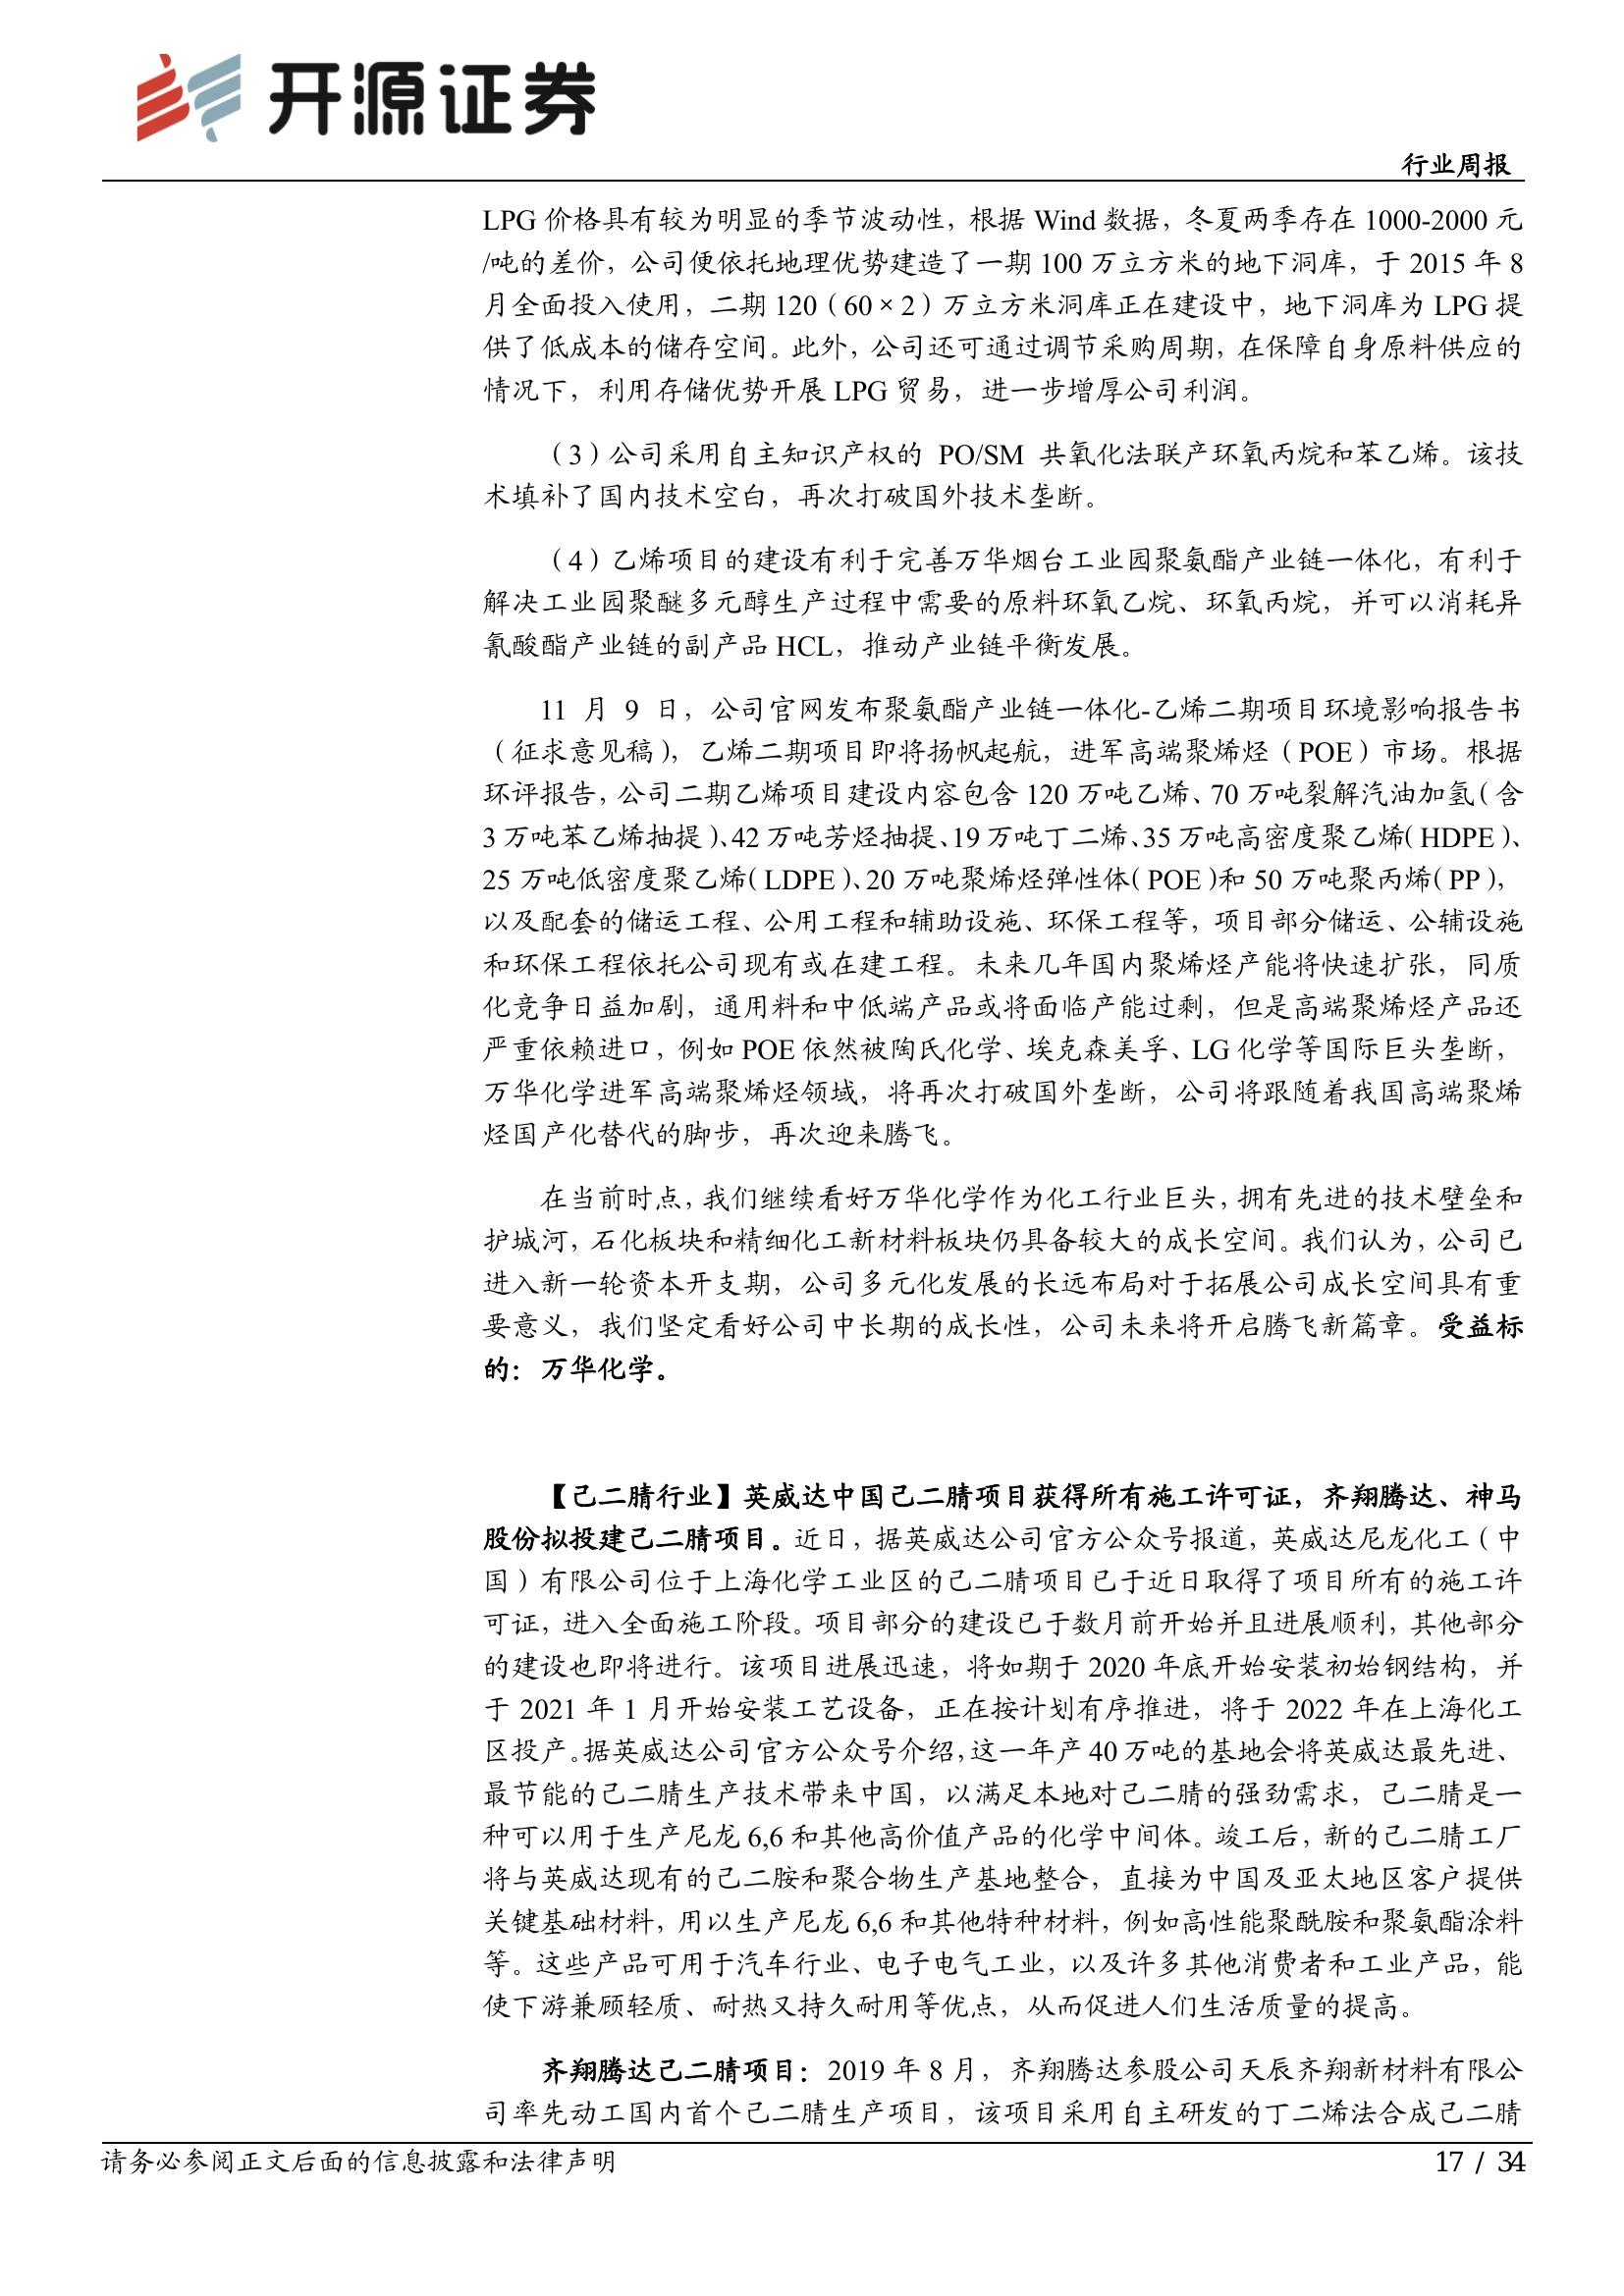 开源证券
行业周报
LPG 价格具有较为明显的季节波动性，根据 Wind 数据，冬夏两季存在 1000-2000 元
/吨的差价，公司便依托地理优势建造了一期 100 万立方米的地下洞库，于 2015 年 8
月全面投入使用，二期 120（60×2）万立方米洞库正在建设中，地下洞库为 LPG 提
供了低成本的储存空间。此外，公司还可通过调节采购周期，在保障自身原料供应的
情况下，利用存储优势开展 LPG 贸易，进一步增厚公司利润。
（3）公司采用自主知识产权的 PO/SM 共氧化法联产环氧丙烷和苯乙烯。该技
术填补了国内技术空白，再次打破国外技术垄断。
（4）乙烯项目的建设有利于完善万华烟台工业园聚氨酯产业链一体化，有利于
解决工业园聚醚多元醇生产过程中需要的原料环氧乙烷、环氧丙烷，并可以消耗异
氰酸酯产业链的副产品 HCL，推动产业链平衡发展。
11 月 9 日，公司官网发布聚氨酯产业链一体化-乙烯二期项目环境影响报告书
（征求意见稿），乙烯二期项目即将扬帆起航，进军高端聚烯烃（POE）市场。根据
环评报告，公司二期乙烯项目建设内容包含 120 万吨乙烯、70 万吨裂解汽油加氢（含
3 万吨苯乙烯抽提）、42 万吨芳烃抽提、19 万吨丁二烯、35 万吨高密度聚乙烯（HDPE）、
25 万吨低密度聚乙烯（LDPE）、20 万吨聚烯烃弹性体（POE）和 50 万吨聚丙烯（PP），
以及配套的储运工程、公用工程和辅助设施、环保工程等，项目部分储运、公辅设施
和环保工程依托公司现有或在建工程。未来几年国内聚烯烃产能将快速扩张，同质
化竞争日益加剧，通用料和中低端产品或将面临产能过剩，但是高端聚烯烃产品还
严重依赖进口，例如 POE 依然被陶氏化学、埃克森美孚、LG 化学等国际巨头垄断，
万华化学进军高端聚烯烃领域，将再次打破国外垄断，公司将跟随着我国高端聚烯
烃国产化替代的脚步，再次迎来腾飞。
在当前时点，我们继续看好万华化学作为化工行业巨头，拥有先进的技术壁垒和
护城河，石化板块和精细化工新材料板块仍具备较大的成长空间。我们认为，公司已
进入新一轮资本开支期，公司多元化发展的长远布局对于拓展公司成长空间具有重
要意义，我们坚定看好公司中长期的成长性，公司未来将开启腾飞新篇章。受益标
的：万华化学。
【己二腈行业】英威达中国己二腈项目获得所有施工许可证，齐翔腾达、神马
股份拟投建己二腈项目。近日，据英威达公司官方公众号报道，英威达尼龙化工（中
国）有限公司位于上海化学工业区的己二腈项目已于近日取得了项目所有的施工许
可证，进入全面施工阶段。项目部分的建设已于数月前开始并且进展顺利，其他部分
的建设也即将进行。该项目进展迅速，将如期于 2020 年底开始安装初始钢结构，并
于 2021 年 1 月开始安装工艺设备，正在按计划有序推进，将于 2022 年在上海化工
区投产。据英威达公司官方公众号介绍，这一年产 40 万吨的基地会将英威达最先进、
最节能的己二腈生产技术带来中国，以满足本地对己二腈的强劲需求，己二腈是一
种可以用于生产尼龙 6,6 和其他高价值产品的化学中间体。竣工后，新的己二腈工厂
将与英威达现有的己二胺和聚合物生产基地整合，直接为中国及亚太地区客户提供
关键基础材料，用以生产尼龙 6,6 和其他特种材料，例如高性能聚酰胺和聚氨酯涂料
等。这些产品可用于汽车行业、电子电气工业，以及许多其他消费者和工业产品，能
使下游兼顾轻质、耐热又持久耐用等优点，从而促进人们生活质量的提高。
齐翔腾达己二腈项目：2019 年 8 月，齐翔腾达参股公司天辰齐翔新材料有限公
司率先动工国内首个己二腈生产项目，该项目采用自主研发的丁二烯法合成己二腈
请务必参阅正文后面的信息披露和法律声明
17 / 34